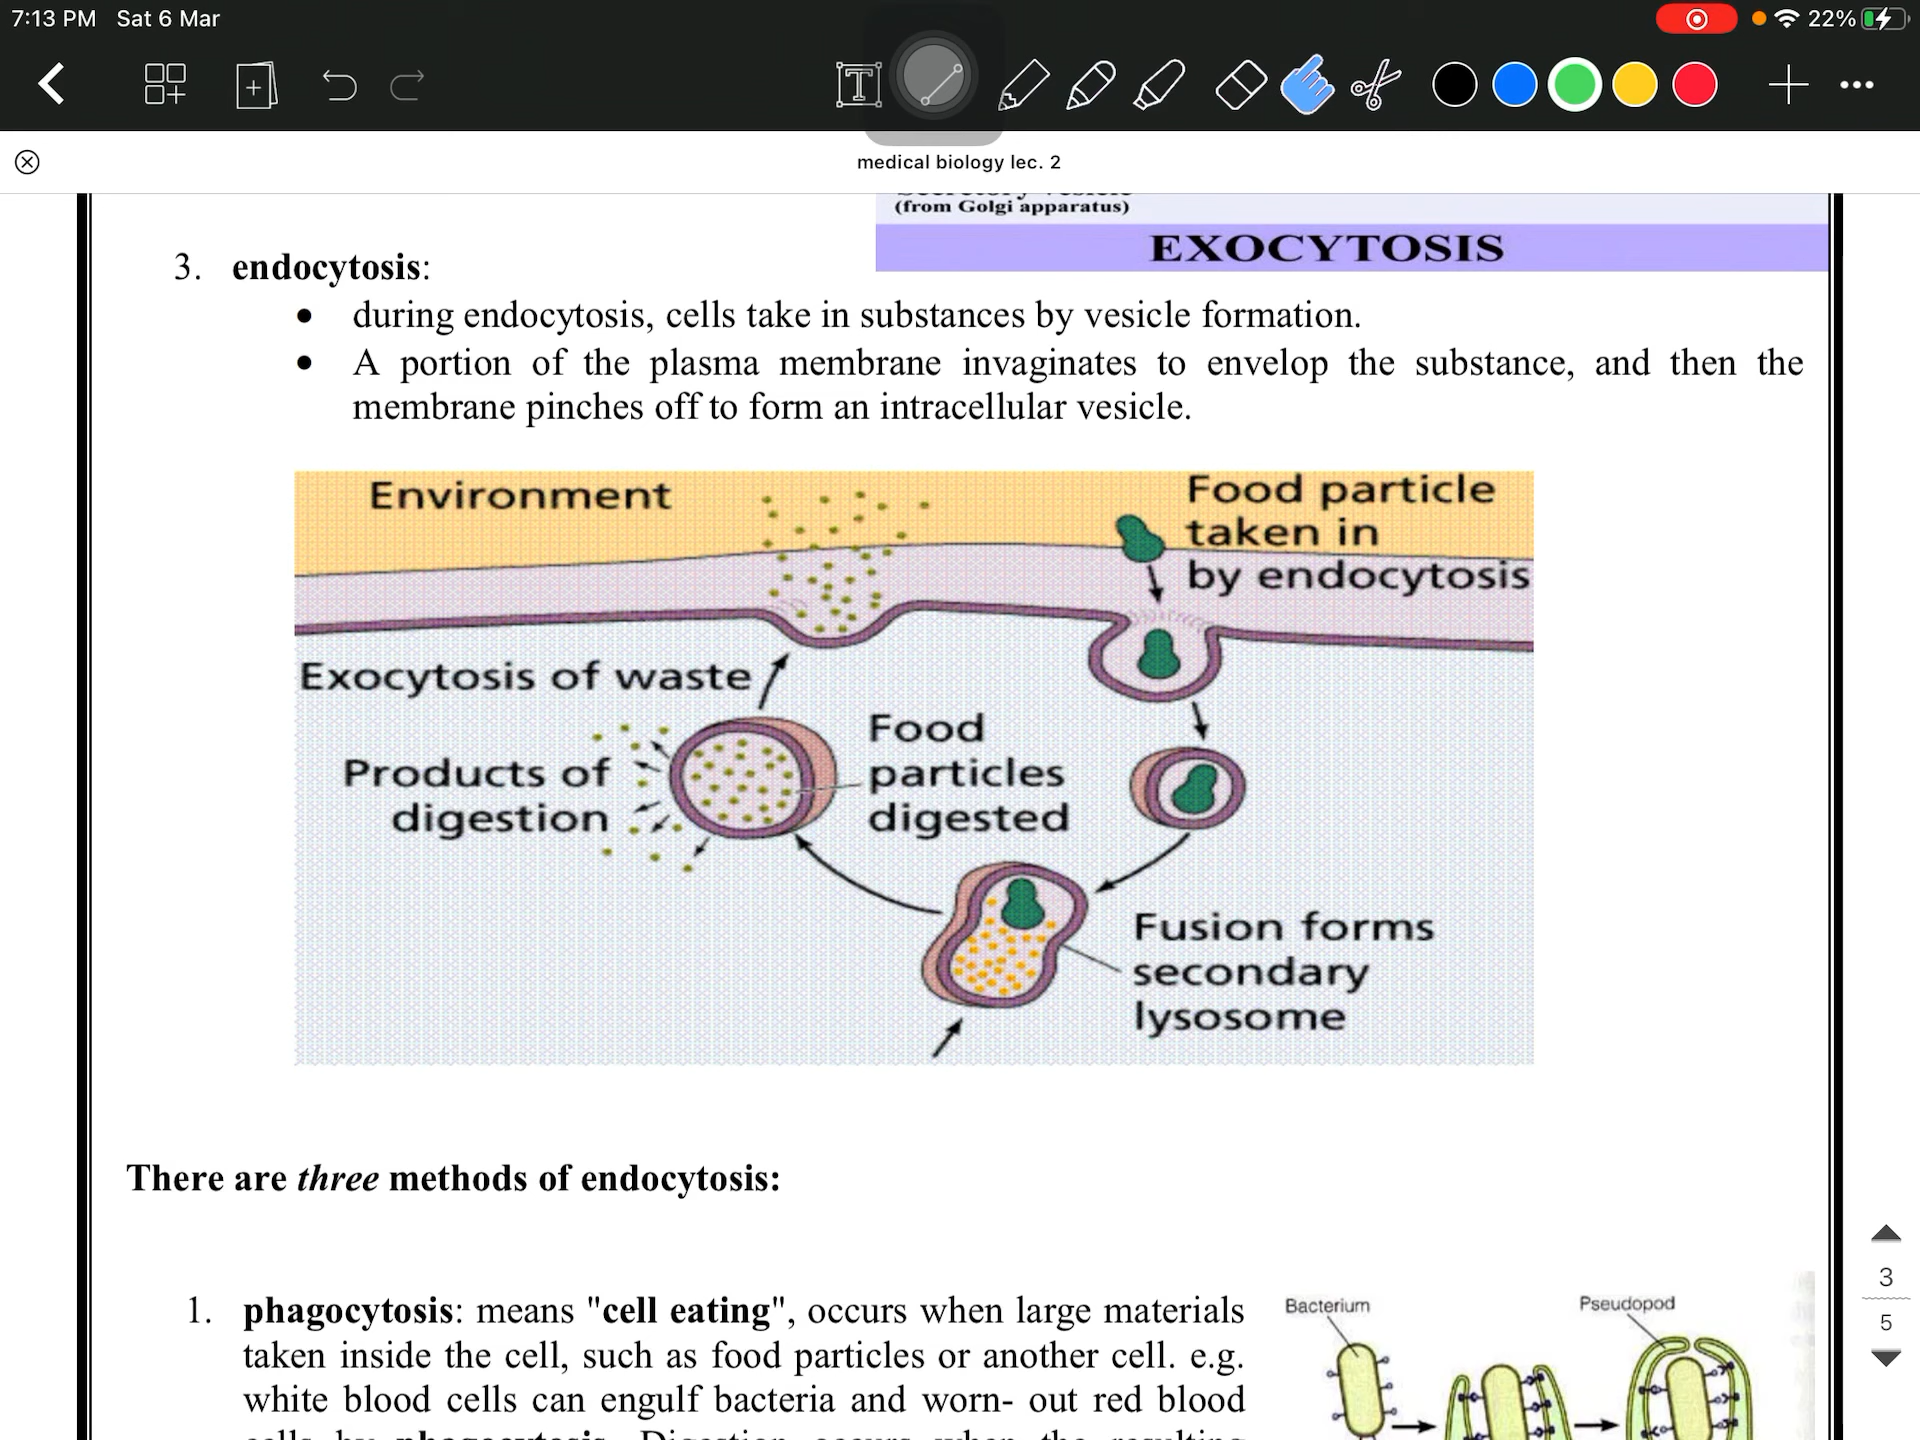 7:13 PM Sat 6 Mar
22%
T
medical biology lec. 2
(from Golgi apparatus)
EXOCYTOSIS
3. endocytosis:
• during endocytosis, cells take in substances by vesicle formation.
• A portion of the plasma membrane invaginates to envelop the substance, and then the
membrane pinches off to form an intracellular vesicle.
Environment
Food particle
taken in
by endocytosis
Exocytosis of waste
Food
particles
digested
Products of
digestion
Fusion forms
secondary
lysosome
There are three methods of endocytosis:
1. phagocytosis: means "cell eating", occurs when large materials
taken inside the cell, such as food particles or another cell. e.g.
white blood cells can engulf bacteria and worn- out red blood
Bacterium
Pseudopod
3
5